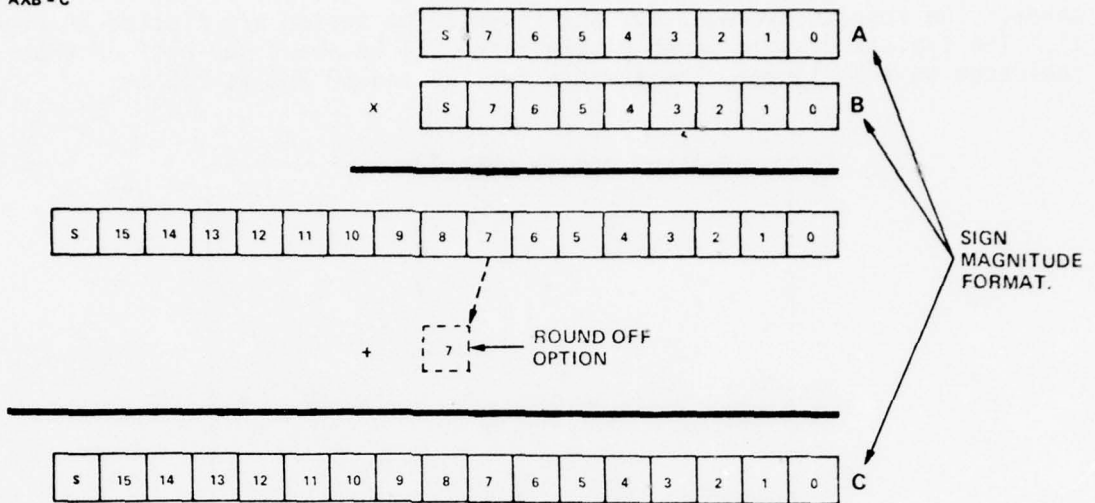 AXB = C
S 7 6 5 4 3 2 1 0 A
X S 7 6 5 4 3 2 1 0 B
S 15 14 13 12 11 10 9 8 7 6 5 4 3 2 1 0
SIGN
MAGNITUDE
FORMAT.
+ 7 ROUND OFF
OPTION
S 15 14 13 12 11 10 9 8 7 6 5 4 3 2 1 0 C